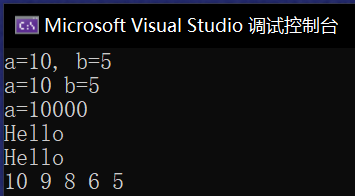 C:\
Microsoft Visual Studio 调试控制台
a=10, b=5
a=10 b=5
a=10000
Hello
Hello
10 9 8 6 5